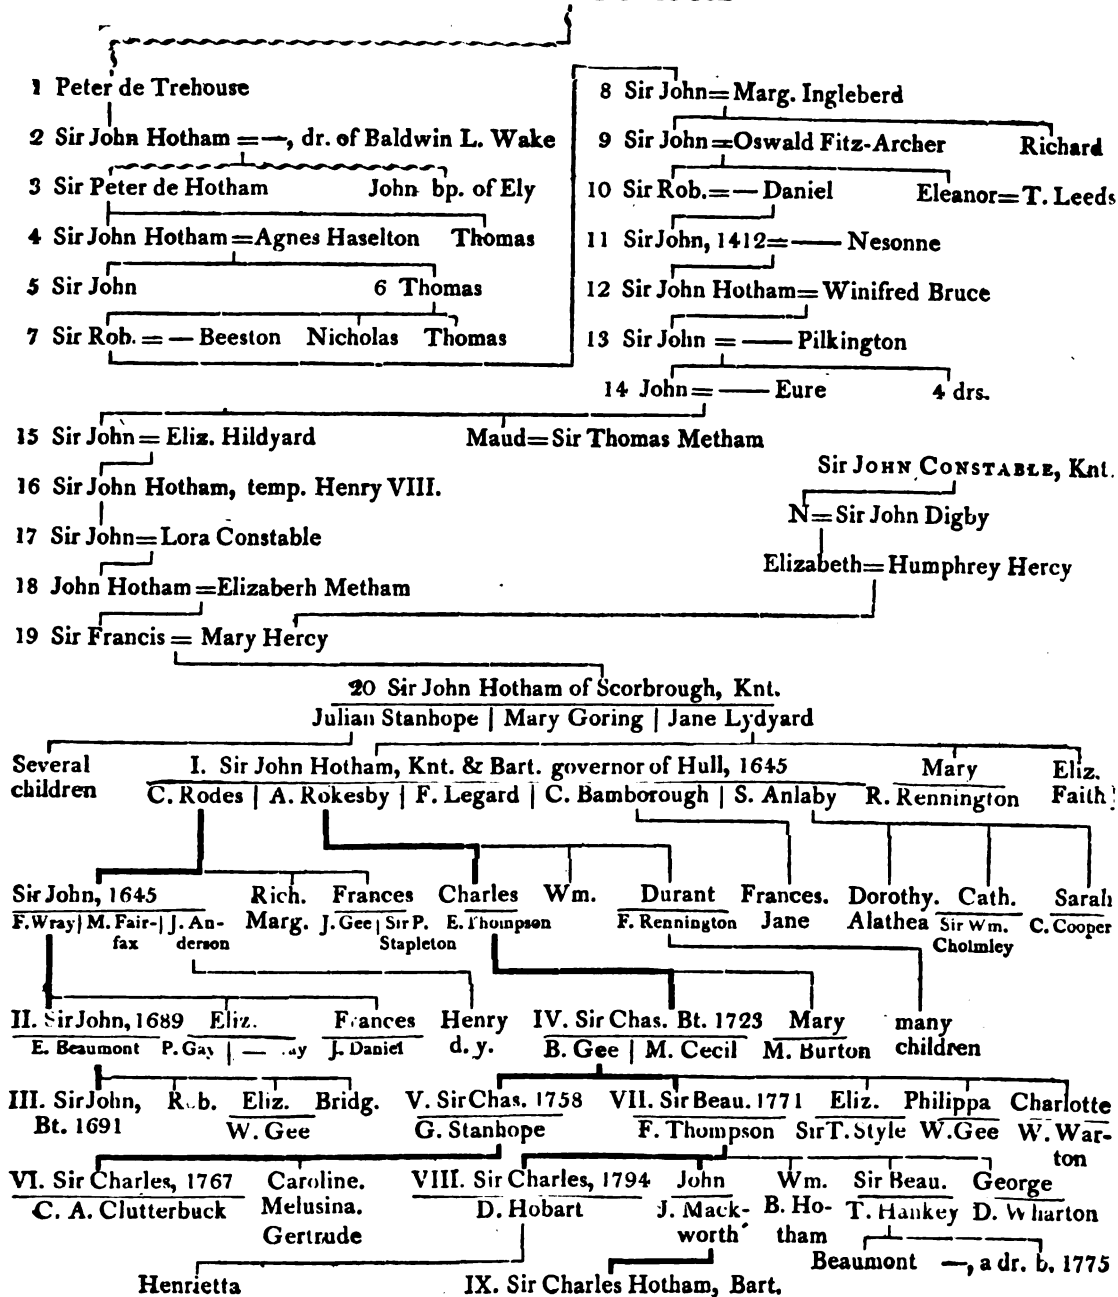 1 Peter de Trehouse
2 Sir John Hotham = —, dr. of Baldwin L. Wake
3 Sir Peter de Hotham John bp. of Ely
4 Sir John Hotham = Agnes Haselton Thomas
5 Sir John 6 Thomas
7 Sir Rob. = — Beeston Nicholas Thomas
8 Sir John = Marg. Ingleberd
9 Sir John = Oswald Fitz-Archer Richard
10 Sir Rob. = — Daniel Eleanor = T. Leeds
11 Sir John, 1412 = — Nesonne
12 Sir John Hotham = Winifred Bruce
13 Sir John = — Pilkington
14 John = — Eure 4 drs.
15 Sir John = Eliz. Hildyard Maud = Sir Thomas Metham
16 Sir John Hotham, temp. Henry VIII.
17 Sir John = Lora Constable
18 John Hotham = Elizaberh Metham
19 Sir Francis = Mary Hercy
Sir JOHN CONSTABLE, Knt.
N = Sir John Digby
Elizabeth = Humphrey Hercy
20 Sir John Hotham of Scorbrough, Knt.
Julian Stanhope | Mary Goring | Jane Lydyard
Several I. Sir John Hotham, Knt. & Bart. governor of Hull, 1645 Mary Eliz.
children C. Rodes | A. Rokesby | F. Legard | C. Bamborough | S. Anlaby R. Rennington Faith
Sir John, 1645 Rich. Frances Charles Wm. Durant Frances. Dorothy. Cath. Sarah
F. Wray | M. Fair- | J. An- Marg. J. Gee | Sir P. E. Thompson F. Rennington Jane Alathea Sir Wm. C. Cooper
fax derson Stapleton Cholmley
II. Sir John, 1689 Eliz. Frances Henry IV. Sir Chas. Bt. 1723 Mary many
E. Beaumont P. Gay | — J. Daniel d. y. B. Gee | M. Cecil M. Burton children
III. Sir John, Rob. Eliz. Bridg. V. Sir Chas. 1758 VII. Sir Beau. 1771 Eliz. Philippa Charlotte
Bt. 1691 W. Gee G. Stanhope F. Thompson Sir T. Style W. Gee W. War-
ton
VI. Sir Charles, 1767 Caroline. VIII. Sir Charles, 1794 John Wm. Sir Beau. George
C. A. Clutterbuck Melusina. D. Hobart J. Mack- B. Ho- T. Hankey D. Wharton
Gertrude worth tham
Beaumont —, a dr. b. 1775
Henrietta IX. Sir Charles Hotham, Bart.